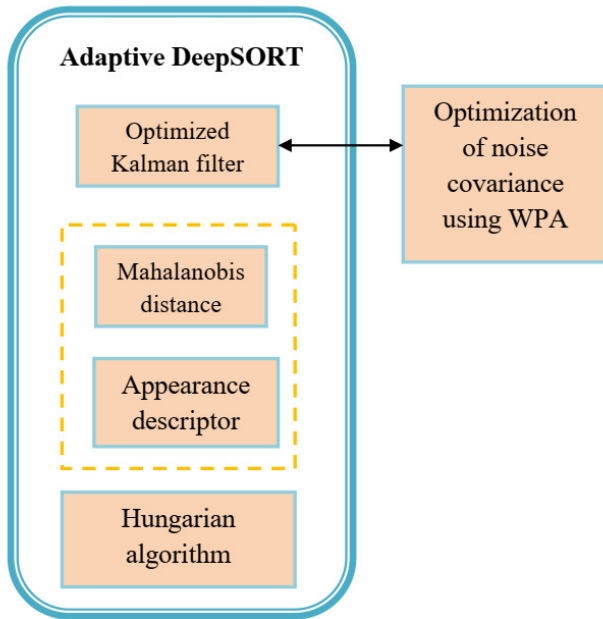 Adaptive DeepSORT
Optimized
Kalman filter
Optimization
of noise
covariance
using WPA
Mahalanobis
distance
Appearance
descriptor
Hungarian
algorithm